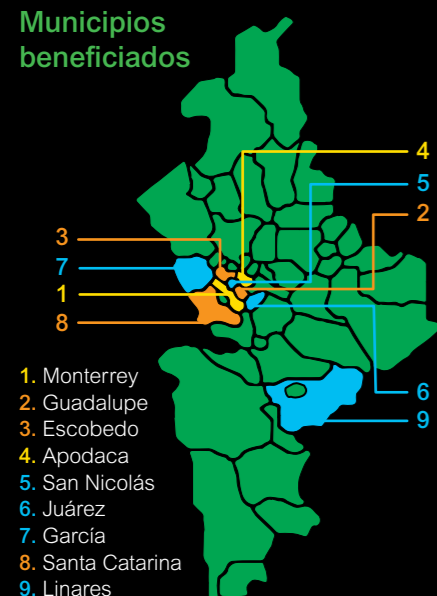 Municipios
beneficiados
4
5
2
3
7
1
8
6
9
1. Monterrey
2. Guadalupe
3. Escobedo
4. Apodaca
5. San Nicolás
6. Juárez
7. García
8. Santa Catarina
9. Linares